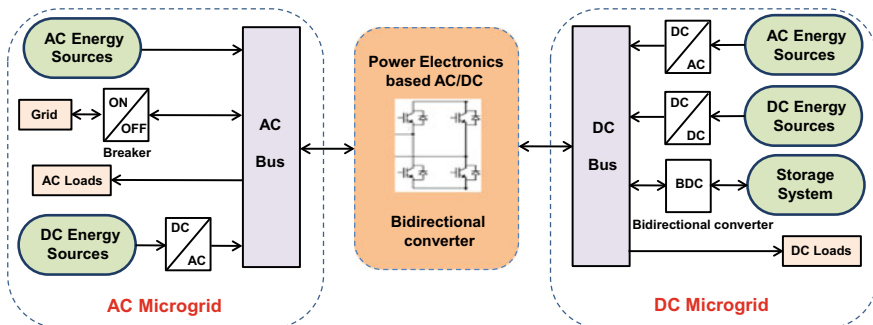 AC Energy
Sources
Grid
ON
OFF
Breaker
AC Loads
DC Energy
Sources
DC
AC
AC
Bus
AC Microgrid
Power Electronics
based AC/DC
Bidirectional
converter
DC
Bus
DC
AC
AC Energy
Sources
DC
DC
DC Energy
Sources
BDC
Storage
System
Bidirectional converter
DC Loads
DC Microgrid